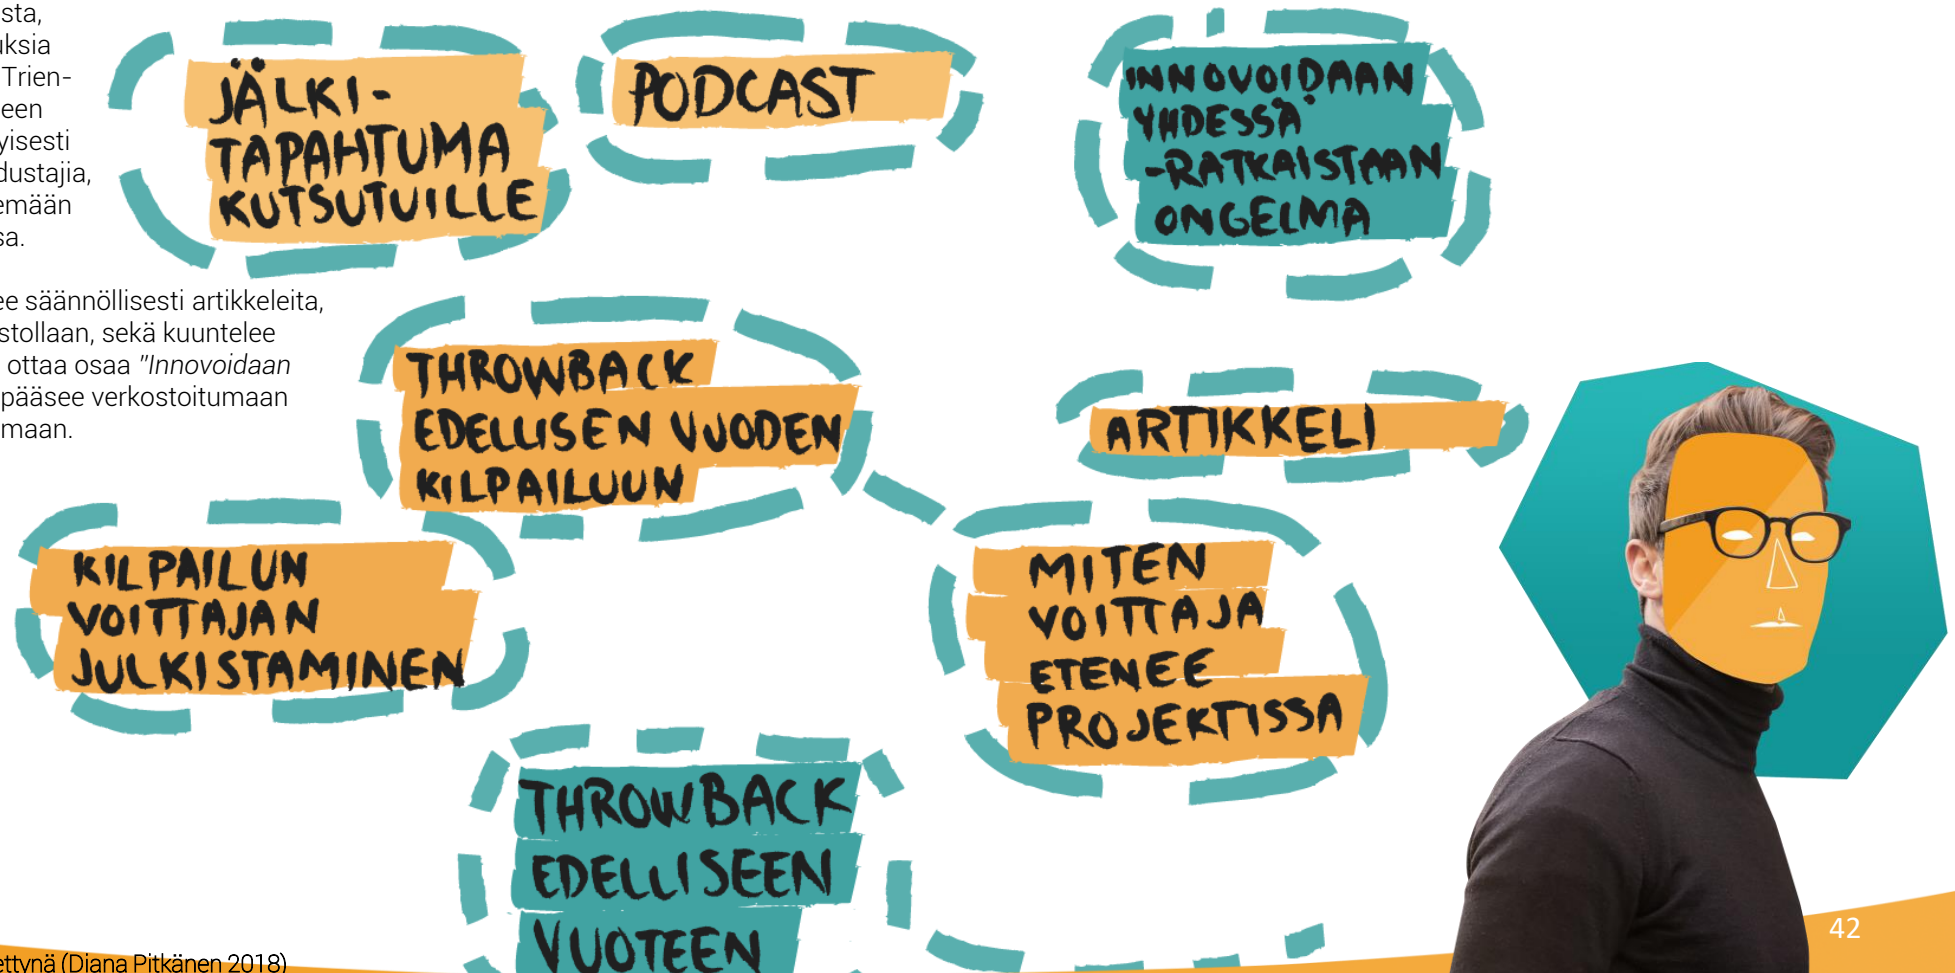 sta,
uksia
Trien-
een
yisesti
dustajia,
emään
sa.
ee säännöllisesti artikkeleita,
stollaan, sekä kuuntelee
ottaa osaa "Innovoidaan
pääsee verkostoitumaan
maan.
JÄLKI-
TAPAHTUMA
KUTSUTUILLE
PODCAST
INNOVOIDAAN
YHDESSÄ
-RATKAISTAAN
ONGELMA
THROWBACK
EDELLISEN VUODEN
KILPAILUUN
ARTIKKELI
KILPAILUN
VOITTAJAN
JULKISTAMINEN
MITEN
VOITTAJA
ETENEE
PROJEKTISSA
THROWBACK
EDELLISEEN
VUOTEEN
ettynä (Diana Pitkänen 2018)
42